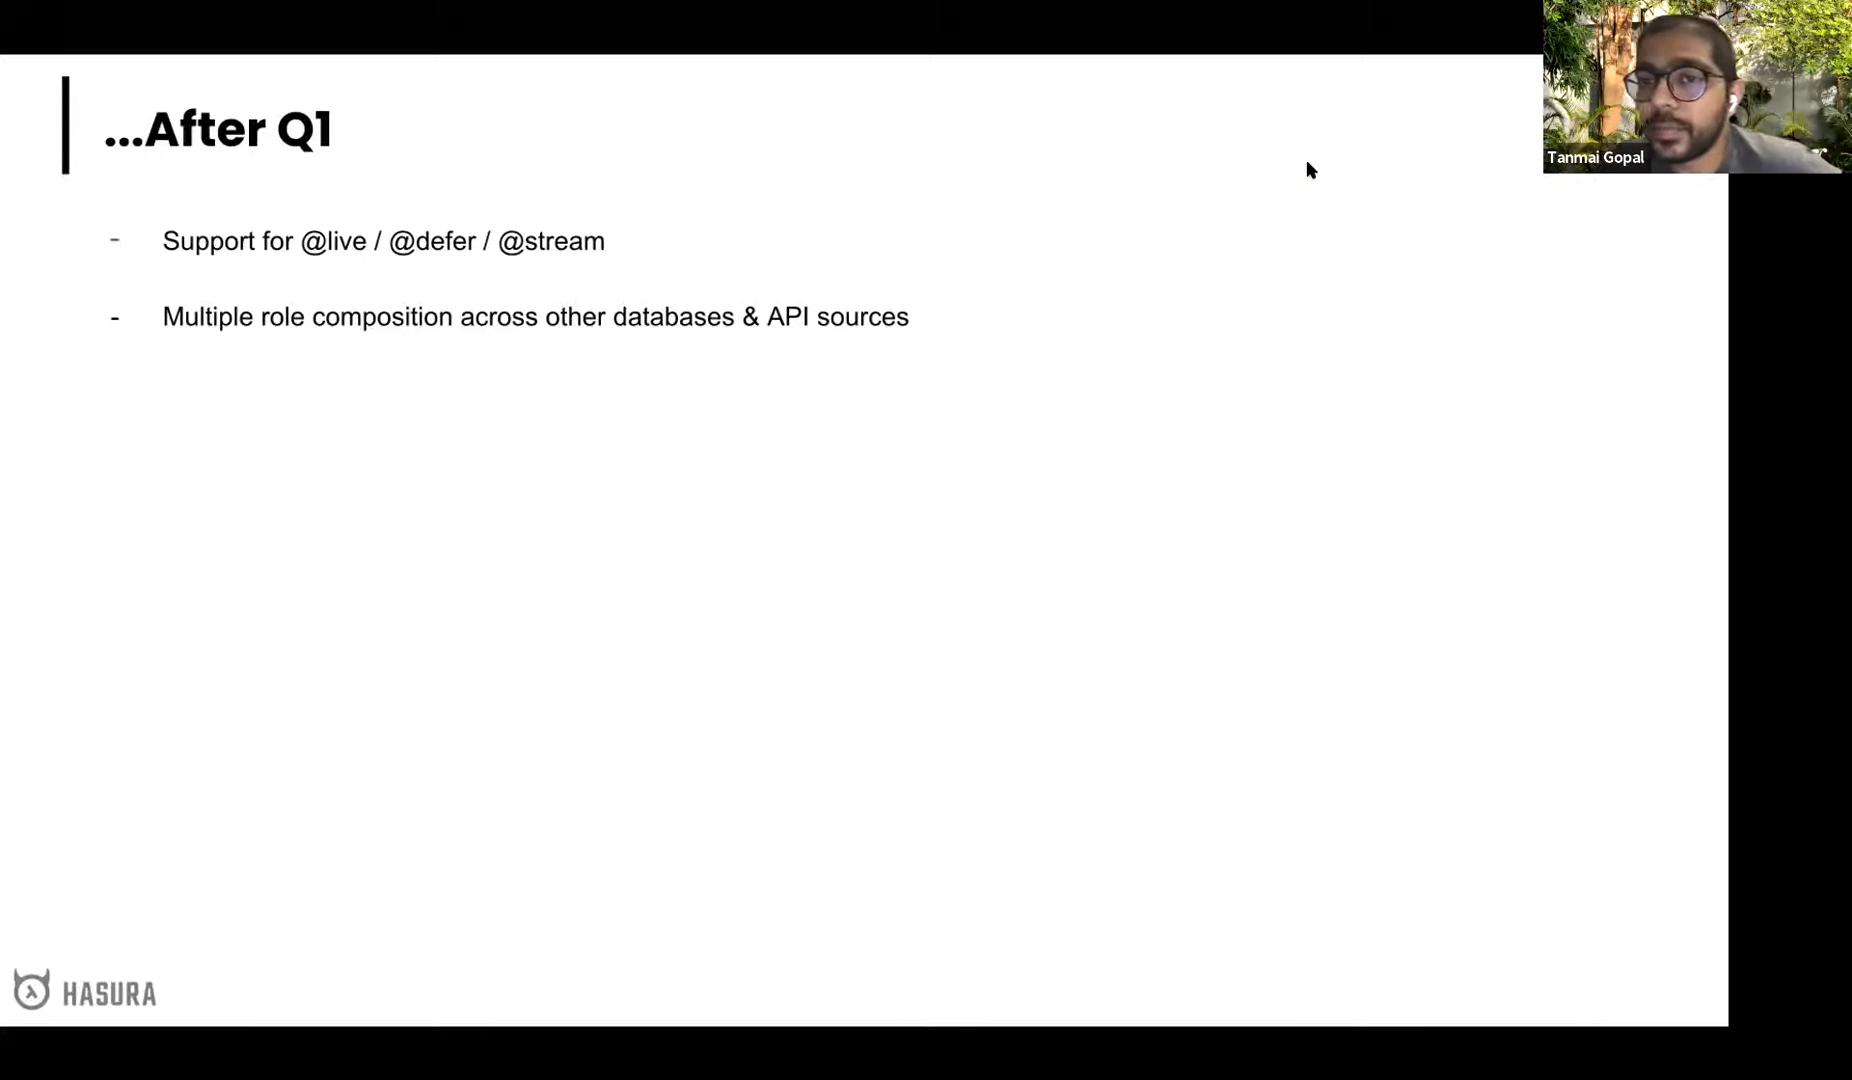 ...After Q1
Tanmai Gopal
- Support for @live / @defer / @stream
- Multiple role composition across other databases & API sources
HASURA